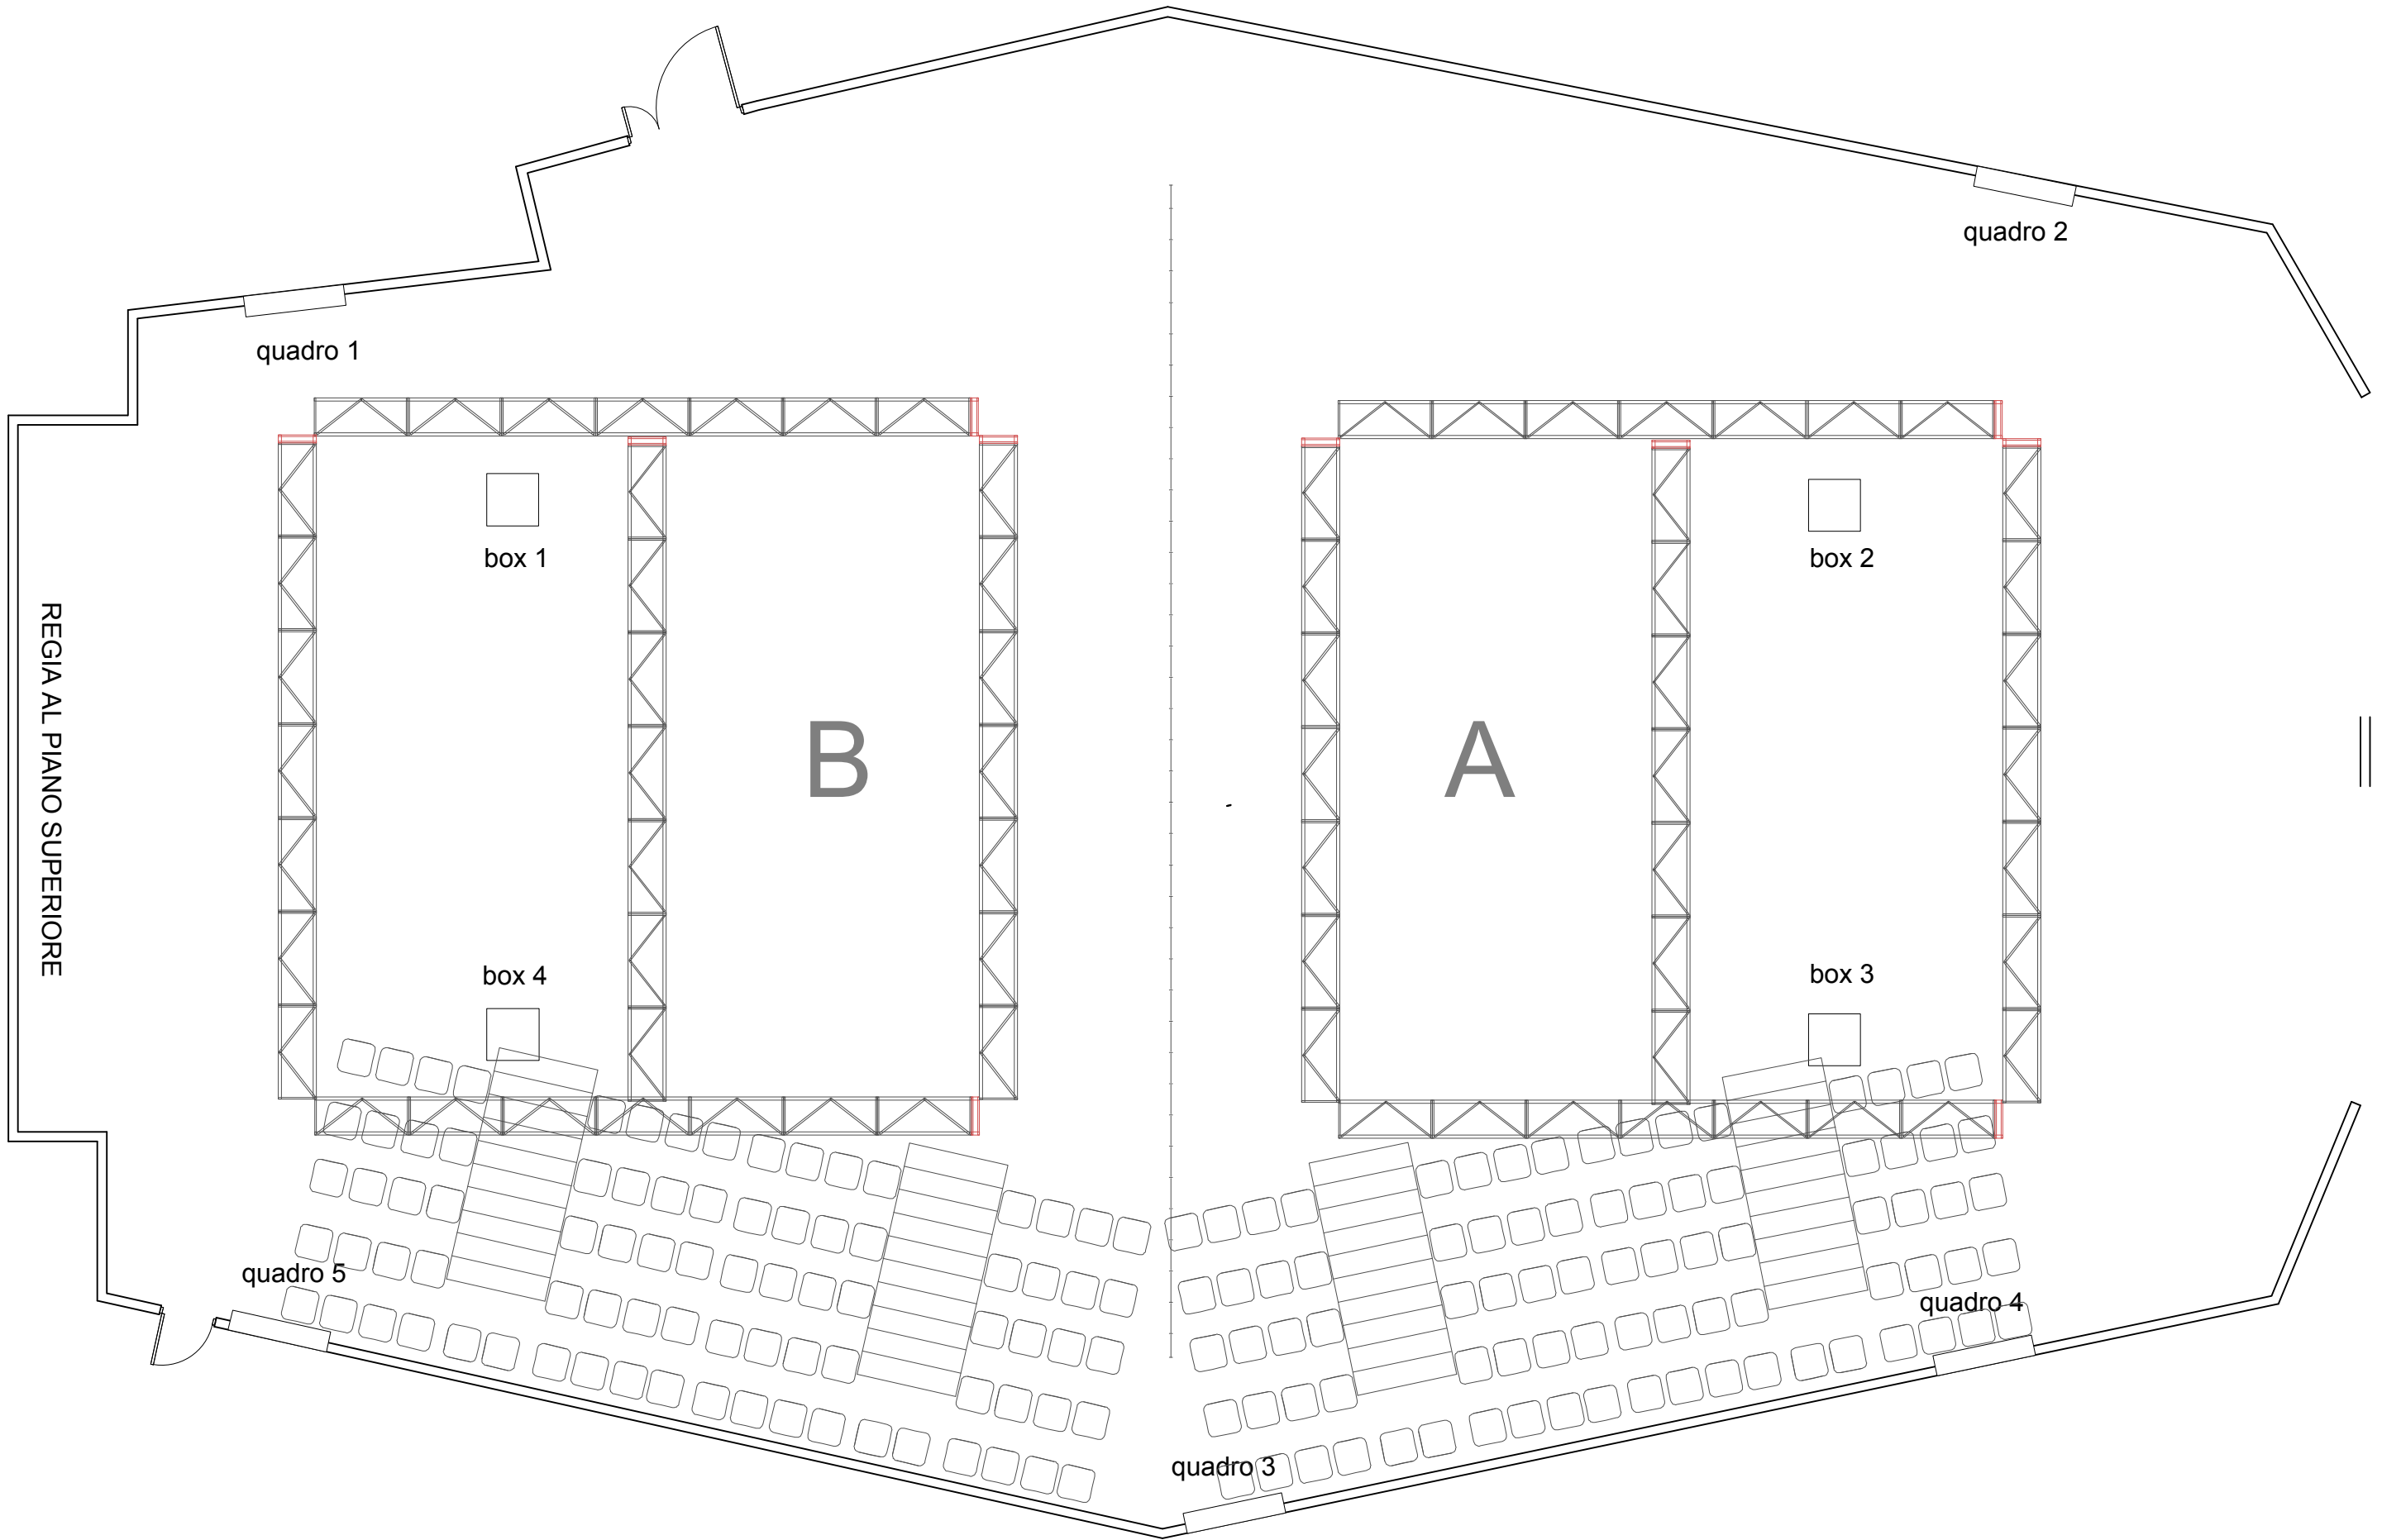 quadro 2
quadro 1
box 1
box 2
REGIA AL PIANO SUPERIORE
B
A
box 4
box 3
quadro 5
quadro 4
quadro 3